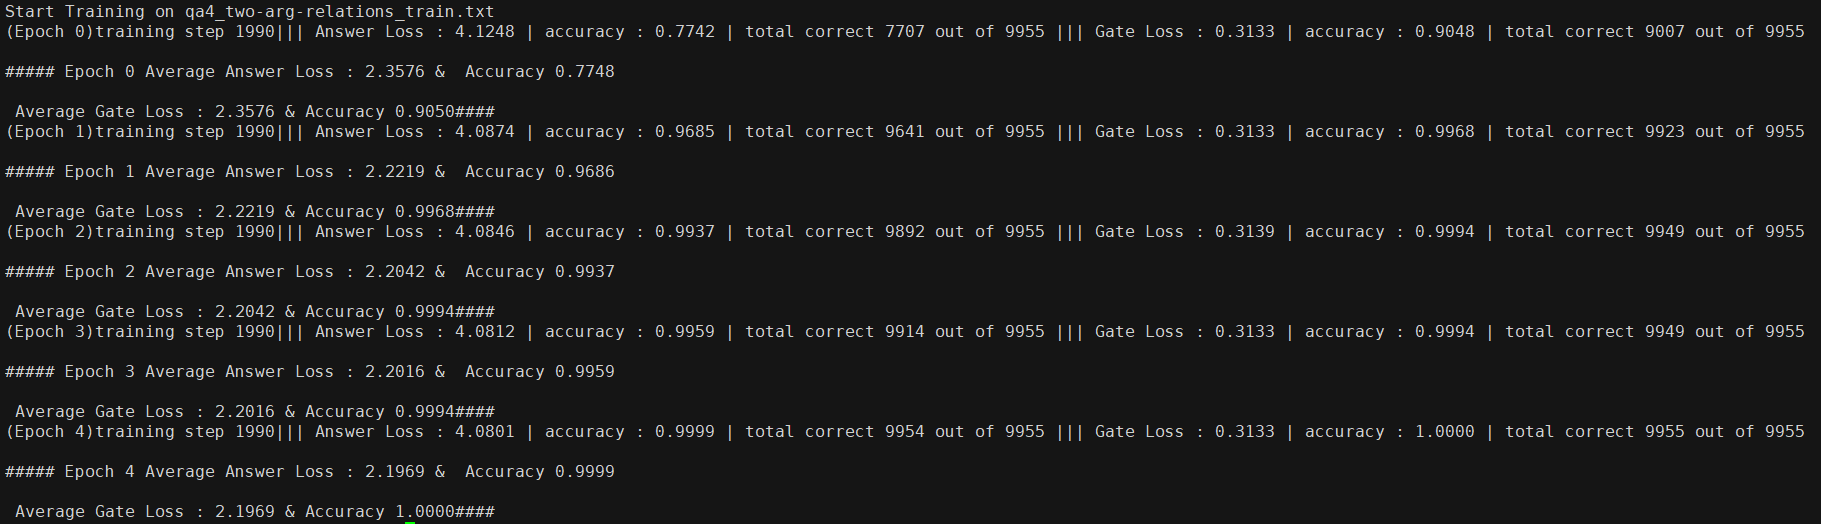 Start Training on qa4_two-arg-relations_train.txt
(Epoch 0)training step 1990||| Answer Loss : 4.1248 | accuracy : 0.7742 | total correct 7707 out of 9955 ||| Gate Loss : 0.3133 | accuracy : 0.9048 | total correct 9007 out of 9955
##### Epoch 0 Average Answer Loss : 2.3576 &  Accuracy 0.7748
 Average Gate Loss : 2.3576 & Accuracy 0.9050####
(Epoch 1)training step 1990||| Answer Loss : 4.0874 | accuracy : 0.9685 | total correct 9641 out of 9955 ||| Gate Loss : 0.3133 | accuracy : 0.9968 | total correct 9923 out of 9955
##### Epoch 1 Average Answer Loss : 2.2219 &  Accuracy 0.9686
 Average Gate Loss : 2.2219 & Accuracy 0.9968####
(Epoch 2)training step 1990||| Answer Loss : 4.0846 | accuracy : 0.9937 | total correct 9892 out of 9955 ||| Gate Loss : 0.3139 | accuracy : 0.9994 | total correct 9949 out of 9955
##### Epoch 2 Average Answer Loss : 2.2042 &  Accuracy 0.9937
 Average Gate Loss : 2.2042 & Accuracy 0.9994####
(Epoch 3)training step 1990||| Answer Loss : 4.0812 | accuracy : 0.9959 | total correct 9914 out of 9955 ||| Gate Loss : 0.3133 | accuracy : 0.9994 | total correct 9949 out of 9955
##### Epoch 3 Average Answer Loss : 2.2016 &  Accuracy 0.9959
 Average Gate Loss : 2.2016 & Accuracy 0.9994####
(Epoch 4)training step 1990||| Answer Loss : 4.0801 | accuracy : 0.9999 | total correct 9954 out of 9955 ||| Gate Loss : 0.3133 | accuracy : 1.0000 | total correct 9955 out of 9955
##### Epoch 4 Average Answer Loss : 2.1969 &  Accuracy 0.9999
 Average Gate Loss : 2.1969 & Accuracy 1.0000####